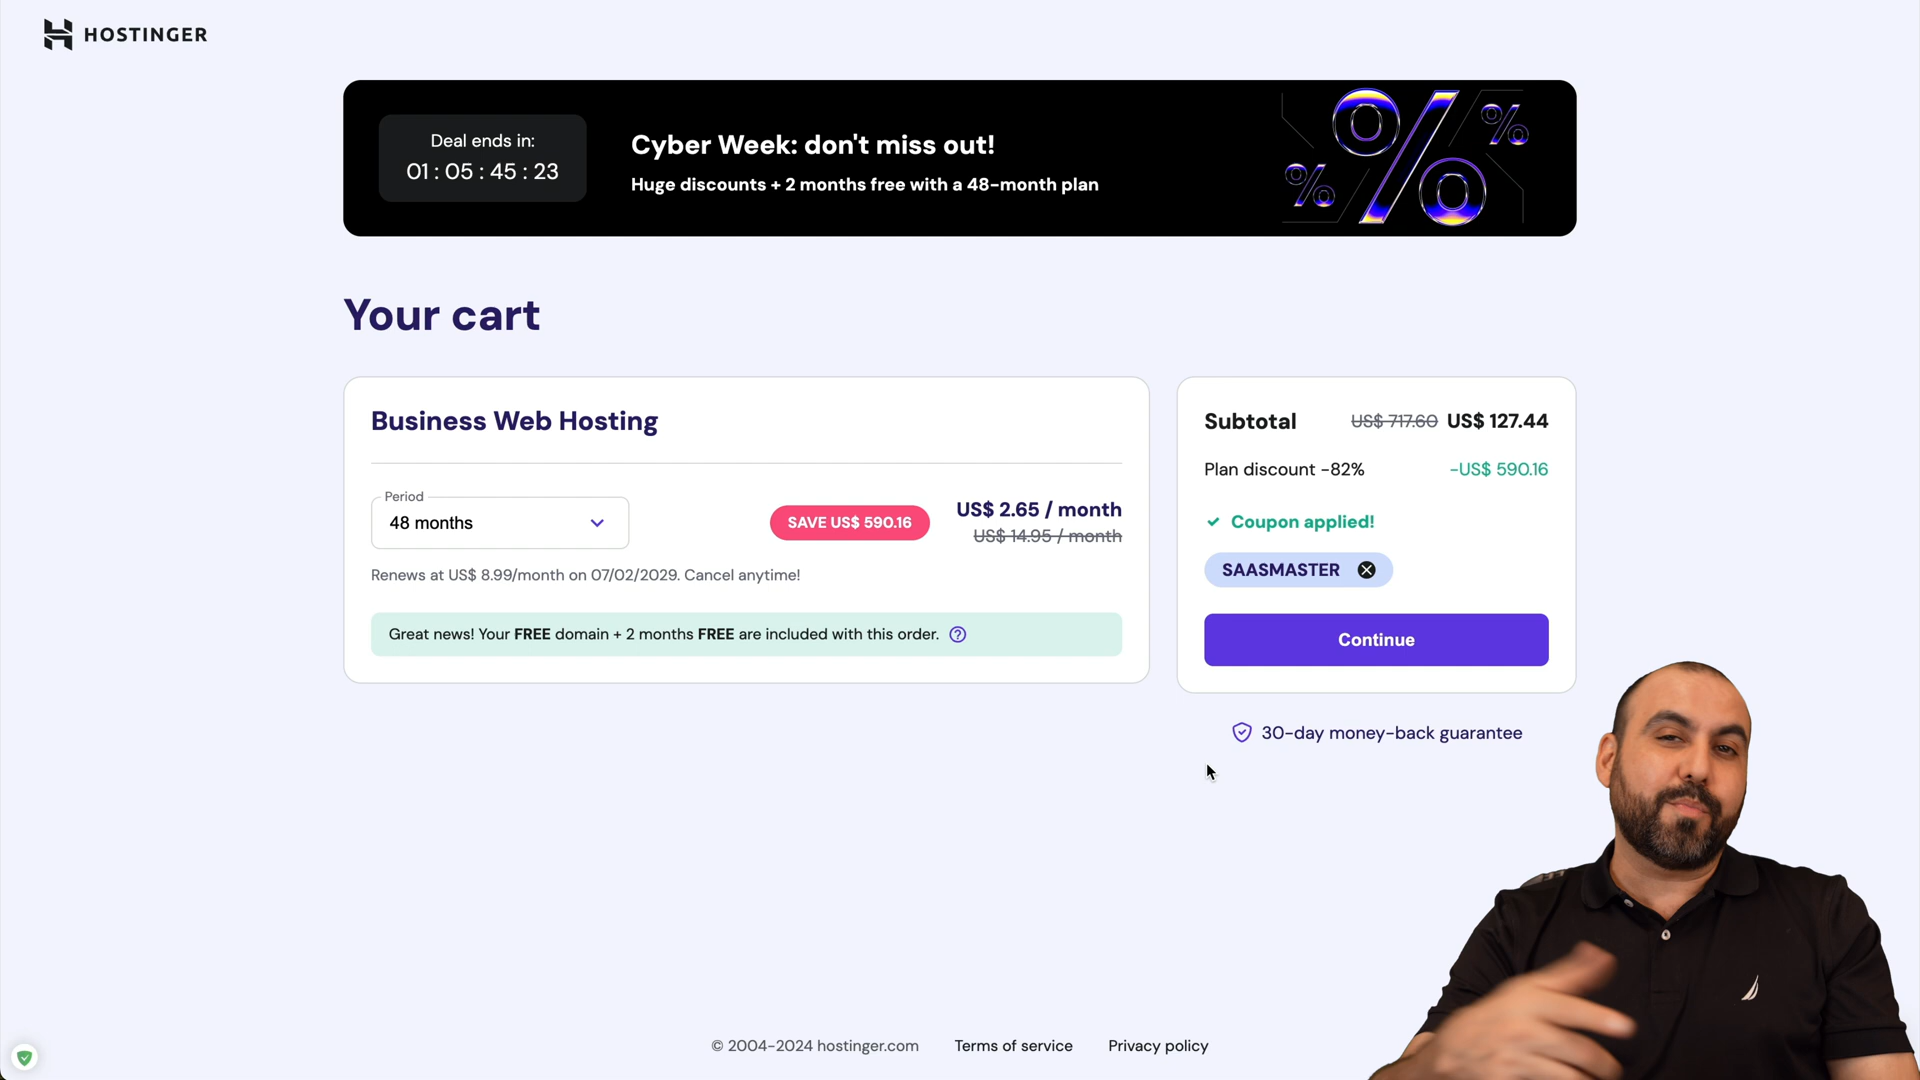 HOSTINGER
Deal ends in:
01 : 05 : 45 : 23
Cyber Week: don't miss out!
Huge discounts + 2 months free with a 48-month plan
Your cart
Business Web Hosting
Period
48 months
SAVE US$ 590.16
US$ 2.65 / month
US$ 14.95 / month
Renews at US$ 8.99/month on 07/02/2029. Cancel anytime!
Great news! Your FREE domain + 2 months FREE are included with this order.
Subtotal US$ 717.60 US$ 127.44
Plan discount -82% -US$ 590.16
Coupon applied!
SAASMASTER
Continue
30-day money-back guarantee
© 2004-2024 hostinger.com Terms of service Privacy policy